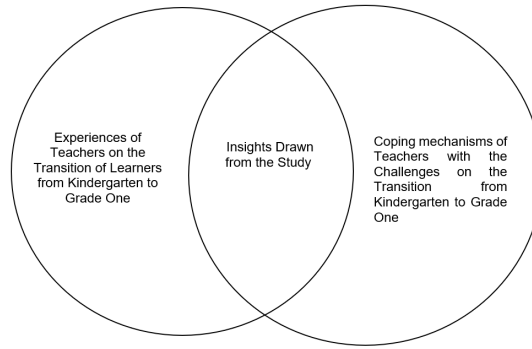 Experiences of
Teachers on the
Transition of Learners
from Kindergarten to
Grade One
Insights Drawn
from the Study
Coping mechanisms of
Teachers with the
Challenges on the
Transition from
Kindergarten to Grade
One